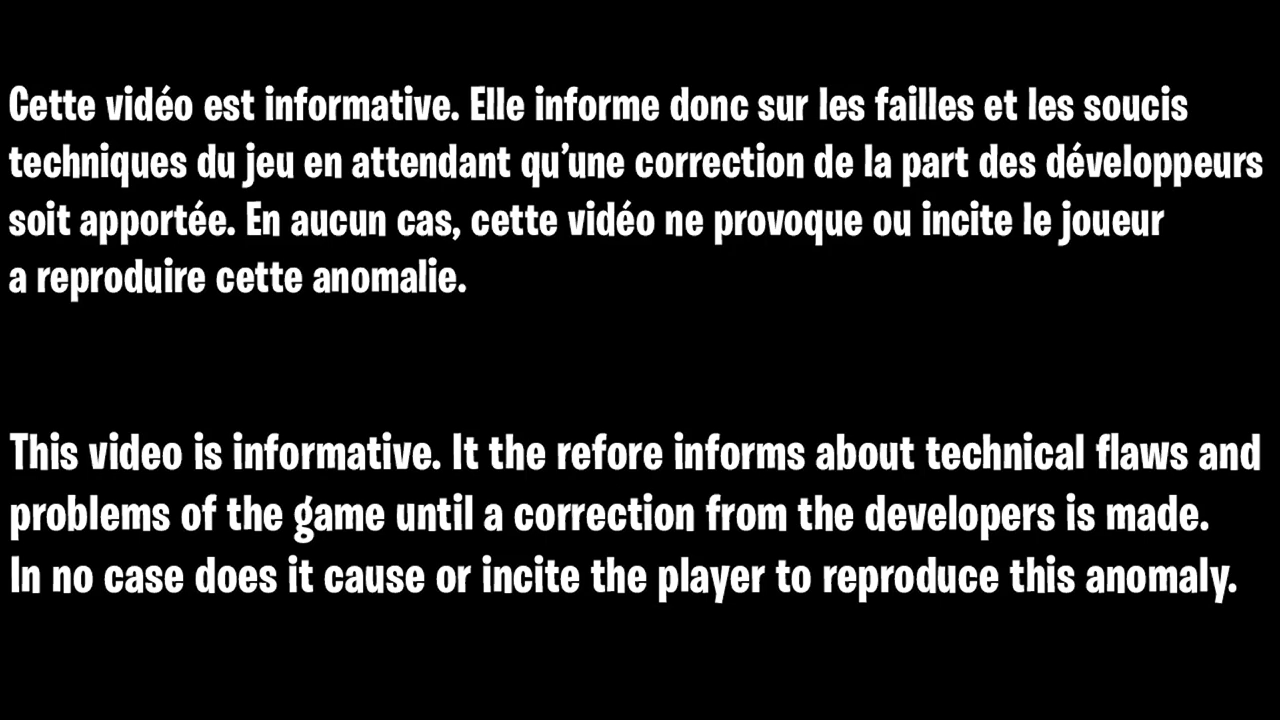 Cette vidéo est informative. Elle informe donc sur les failles et les soucis
techniques du jeu en attendant qu’une correction de la part des développeurs
soit apportée. En aucun cas, cette vidéo ne provoque ou incite le joueur
a reproduire cette anomalie.
This video is informative. It the refore informs about technical flaws and
problems of the game until a correction from the developers is made.
In no case does it cause or incite the player to reproduce this anomaly.